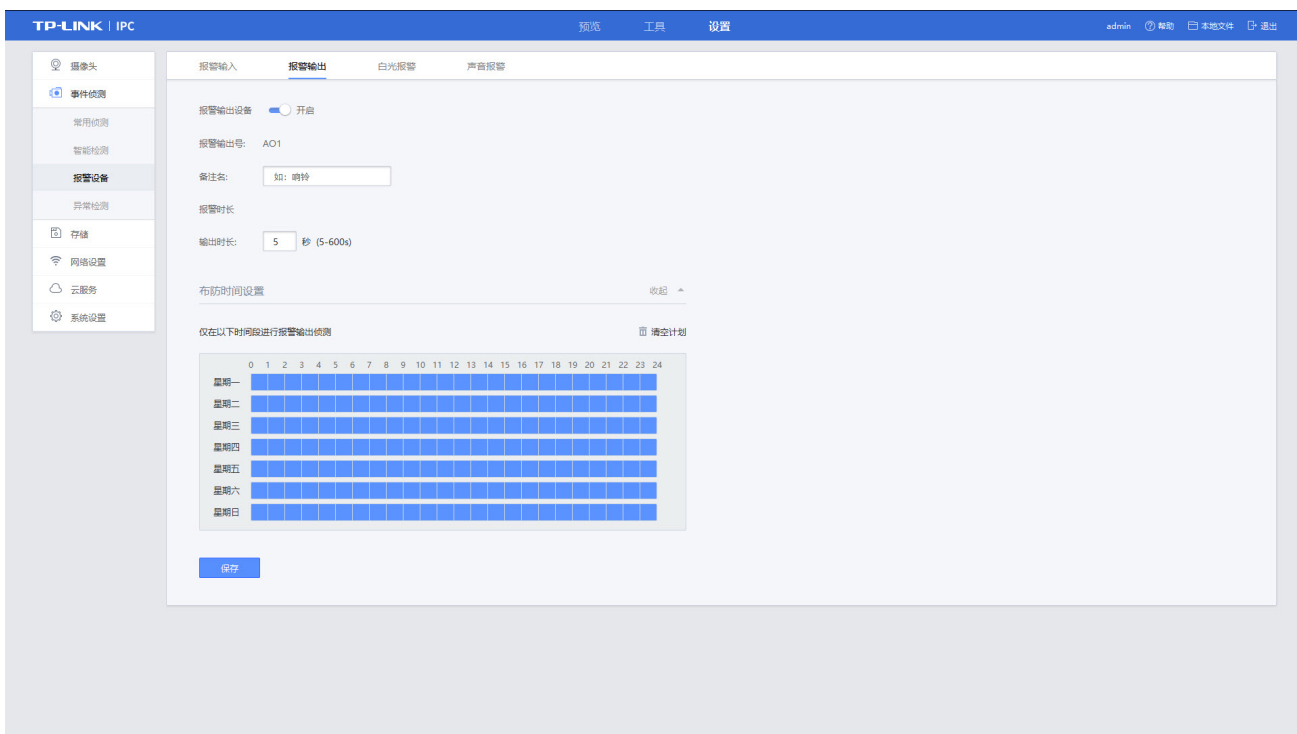 TP-LINK | IPC 预览 工具 设置 admin 帮助 本地文件 退出
摄像头
事件侦测
常用侦测
智能检测
报警设备
异常检测
存储
网络设置
云服务
系统设置
报警输入 报警输出 白光报警 声音报警
报警输出设备 开启
报警输出号: AO1
备注名: 如: 响铃
报警时长
输出时长: 5 秒 (5-600s)
布防时间设置 收起
仅在以下时间段进行报警输出侦测 清空计划
0 1 2 3 4 5 6 7 8 9 10 11 12 13 14 15 16 17 18 19 20 21 22 23 24
星期一
星期二
星期三
星期四
星期五
星期六
星期日
保存